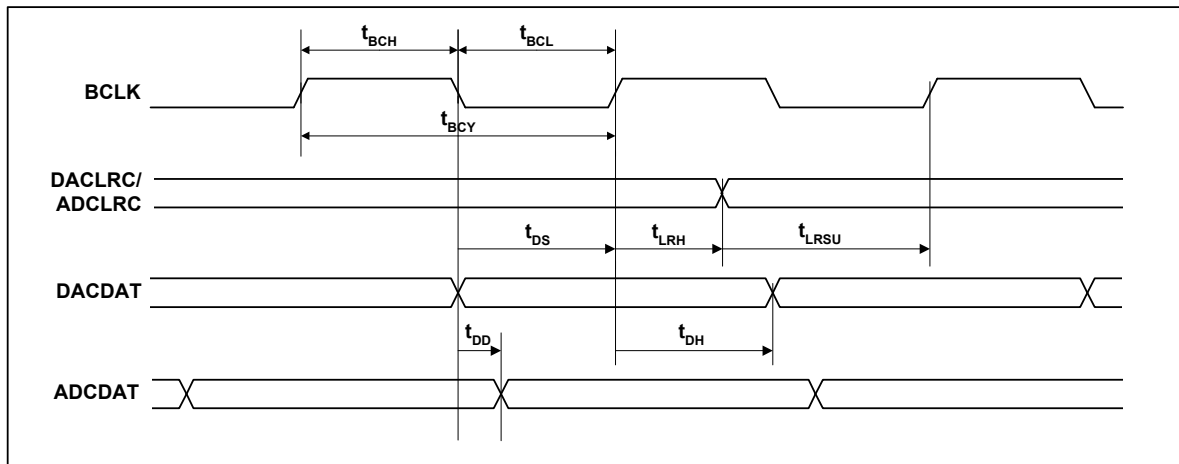 tBCH tBCL
BCLK
tBCY
DACLRC/
ADCLRC
tDS tLRH tLRSU
DACDAT
tDD tDH
ADCDAT